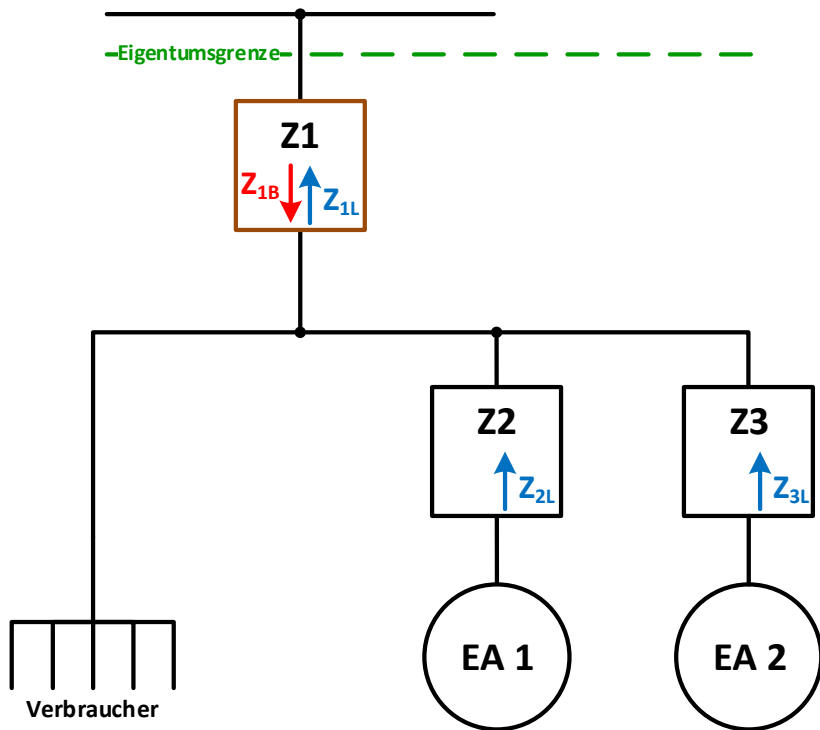 Eigentumsgrenze
Z1
Z1B
Z1L
Z2
Z3
Z2L
Z3L
EA 1
EA 2
Verbraucher